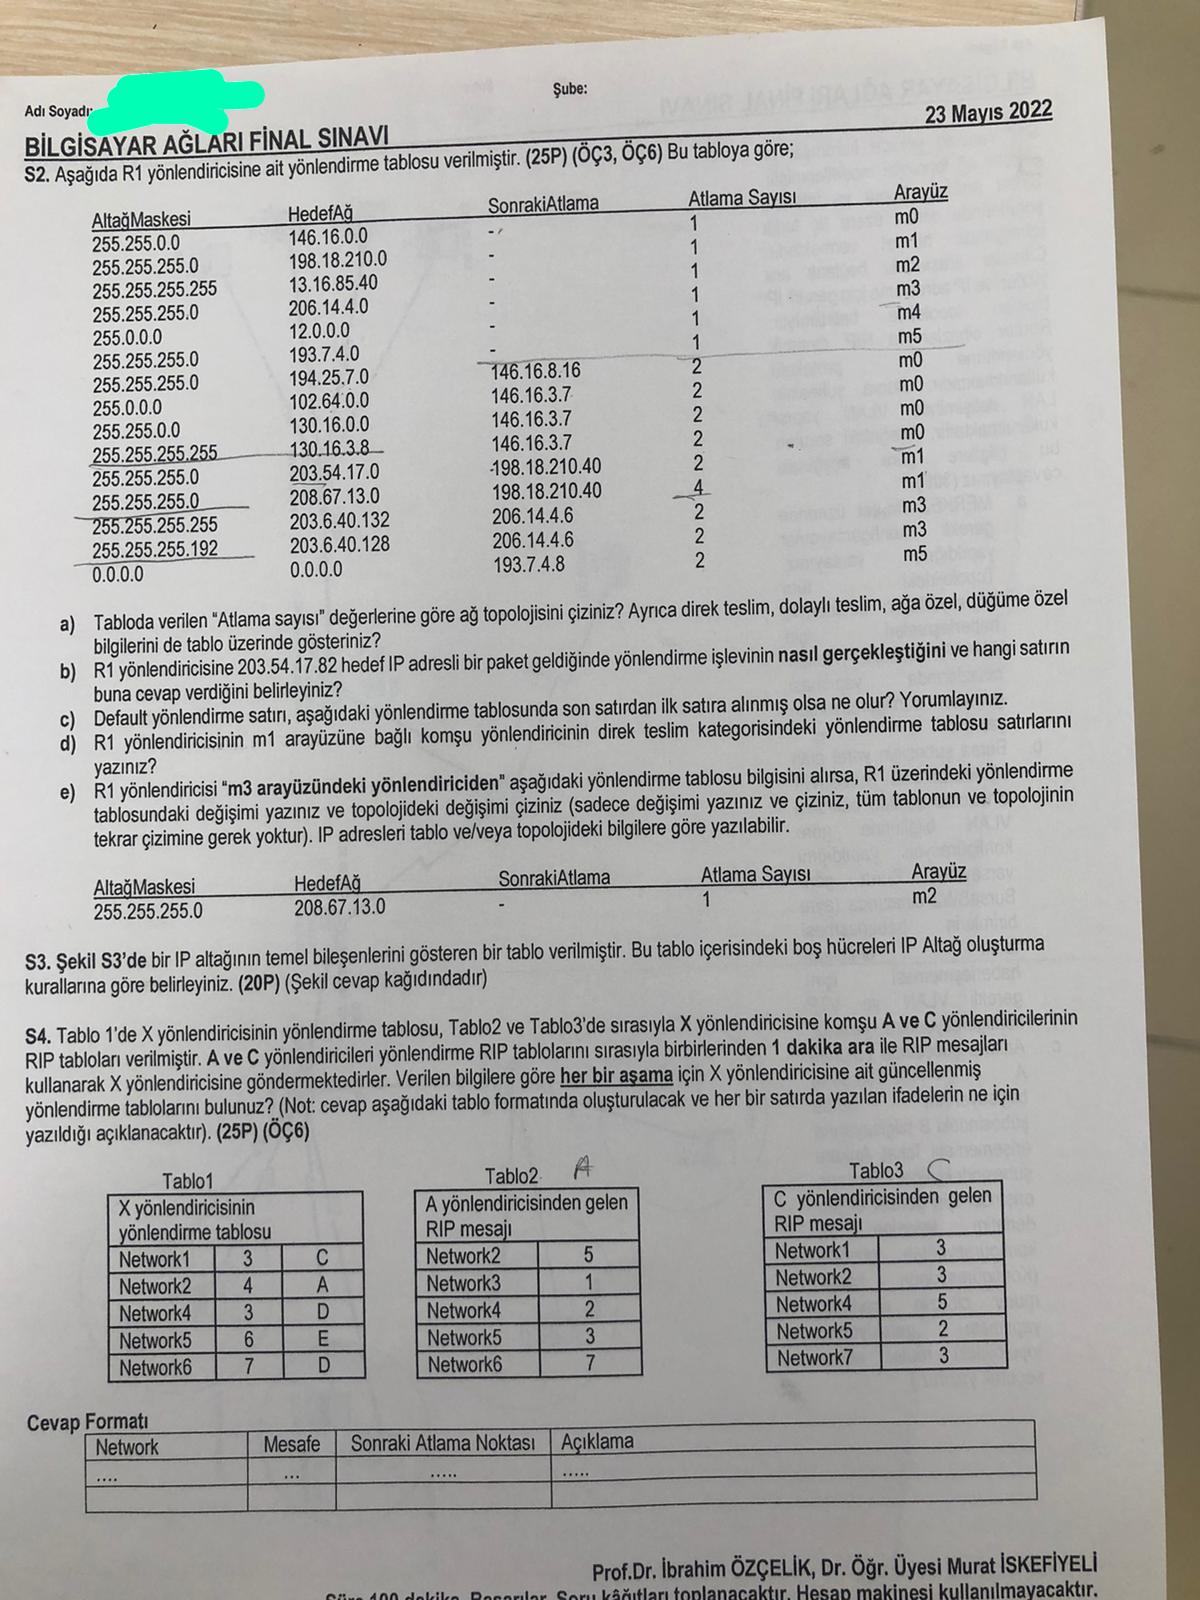 Şube:
Adı Soyadı:
23 Mayıs 2022
BİLGİSAYAR AĞLARI FİNAL SINAVI
S2. Aşağıda R1 yönlendiricisine ait yönlendirme tablosu verilmiştir. (25P) (ÖÇ3, ÖÇ6) Bu tabloya göre;
AltağMaskesi HedefAğ SonrakiAtlama Atlama Sayısı Arayüz
255.255.0.0 146.16.0.0 - 1 m0
255.255.255.0 198.18.210.0 - 1 m1
255.255.255.255 13.16.85.40 - 1 m2
255.255.255.0 206.14.4.0 - 1 m3
255.0.0.0 12.0.0.0 - 1 m4
255.255.255.0 193.7.4.0 - 1 m5
255.255.255.0 194.25.7.0 146.16.8.16 2 m0
255.0.0.0 102.64.0.0 146.16.3.7 2 m0
255.255.0.0 130.16.0.0 146.16.3.7 2 m0
255.255.255.255 130.16.3.8 146.16.3.7 2 m0
255.255.255.0 203.54.17.0 198.18.210.40 2 m1
255.255.255.0 208.67.13.0 198.18.210.40 4 m1
255.255.255.255 203.6.40.132 206.14.4.6 2 m3
255.255.255.192 203.6.40.128 206.14.4.6 2 m3
0.0.0.0 0.0.0.0 193.7.4.8 2 m5
a) Tabloda verilen “Atlama sayısı” değerlerine göre ağ topolojisini çiziniz? Ayrıca direk teslim, dolaylı teslim, ağa özel, düğüme özel
bilgilerini de tablo üzerinde gösteriniz?
b) R1 yönlendiricisine 203.54.17.82 hedef IP adresli bir paket geldiğinde yönlendirme işlevinin nasıl gerçekleştiğini ve hangi satırın
buna cevap verdiğini belirleyiniz?
c) Default yönlendirme satırı, aşağıdaki yönlendirme tablosunda son satırdan ilk satıra alınmış olsa ne olur? Yorumlayınız.
d) R1 yönlendiricisinin m1 arayüzüne bağlı komşu yönlendiricinin direk teslim kategorisindeki yönlendirme tablosu satırlarını
yazınız?
e) R1 yönlendiricisi “m3 arayüzündeki yönlendiriciden” aşağıdaki yönlendirme tablosu bilgisini alırsa, R1 üzerindeki yönlendirme
tablosundaki değişimi yazınız ve topolojideki değişimi çiziniz (sadece değişimi yazınız ve çiziniz, tüm tablonun ve topolojinin
tekrar çizimine gerek yoktur). IP adresleri tablo ve/veya topolojideki bilgilere göre yazılabilir.
AltağMaskesi HedefAğ SonrakiAtlama Atlama Sayısı Arayüz
255.255.255.0 208.67.13.0 - 1 m2
S3. Şekil S3’de bir IP altağının temel bileşenlerini gösteren bir tablo verilmiştir. Bu tablo içerisindeki boş hücreleri IP Altağ oluşturma
kurallarına göre belirleyiniz. (20P) (Şekil cevap kağıdındadır)
S4. Tablo 1’de X yönlendiricisinin yönlendirme tablosu, Tablo2 ve Tablo3’de sırasıyla X yönlendiricisine komşu A ve C yönlendiricilerinin
RIP tabloları verilmiştir. A ve C yönlendiricileri yönlendirme RIP tablolarını sırasıyla birbirlerinden 1 dakika ara ile RIP mesajları
kullanarak X yönlendiricisine göndermektedirler. Verilen bilgilere göre her bir aşama için X yönlendiricisine ait güncellenmiş
yönlendirme tablolarını bulunuz? (Not: cevap aşağıdaki tablo formatında oluşturulacak ve her bir satırda yazılan ifadelerin ne için
yazıldığı açıklanacaktır). (25P) (ÖÇ6)
Tablo1
X yönlendiricisinin
yönlendirme tablosu
Network1 3 C
Network2 4 A
Network4 3 D
Network5 6 E
Network6 7 D
Tablo2 A
A yönlendiricisinden gelen
RIP mesajı
Network2 5
Network3 1
Network4 2
Network5 3
Network6 7
Tablo3 C
C yönlendiricisinden gelen
RIP mesajı
Network1 3
Network2 3
Network4 5
Network5 2
Network7 3
Cevap Formatı
Network Mesafe Sonraki Atlama Noktası Açıklama
.... ... ..... .....
Prof.Dr. İbrahim ÖZÇELİK, Dr. Öğr. Üyesi Murat İSKEFİYELİ
Süre 100 dakika. Başarılar. Soru kâğıtları toplanacaktır. Hesap makinesi kullanılmayacaktır.